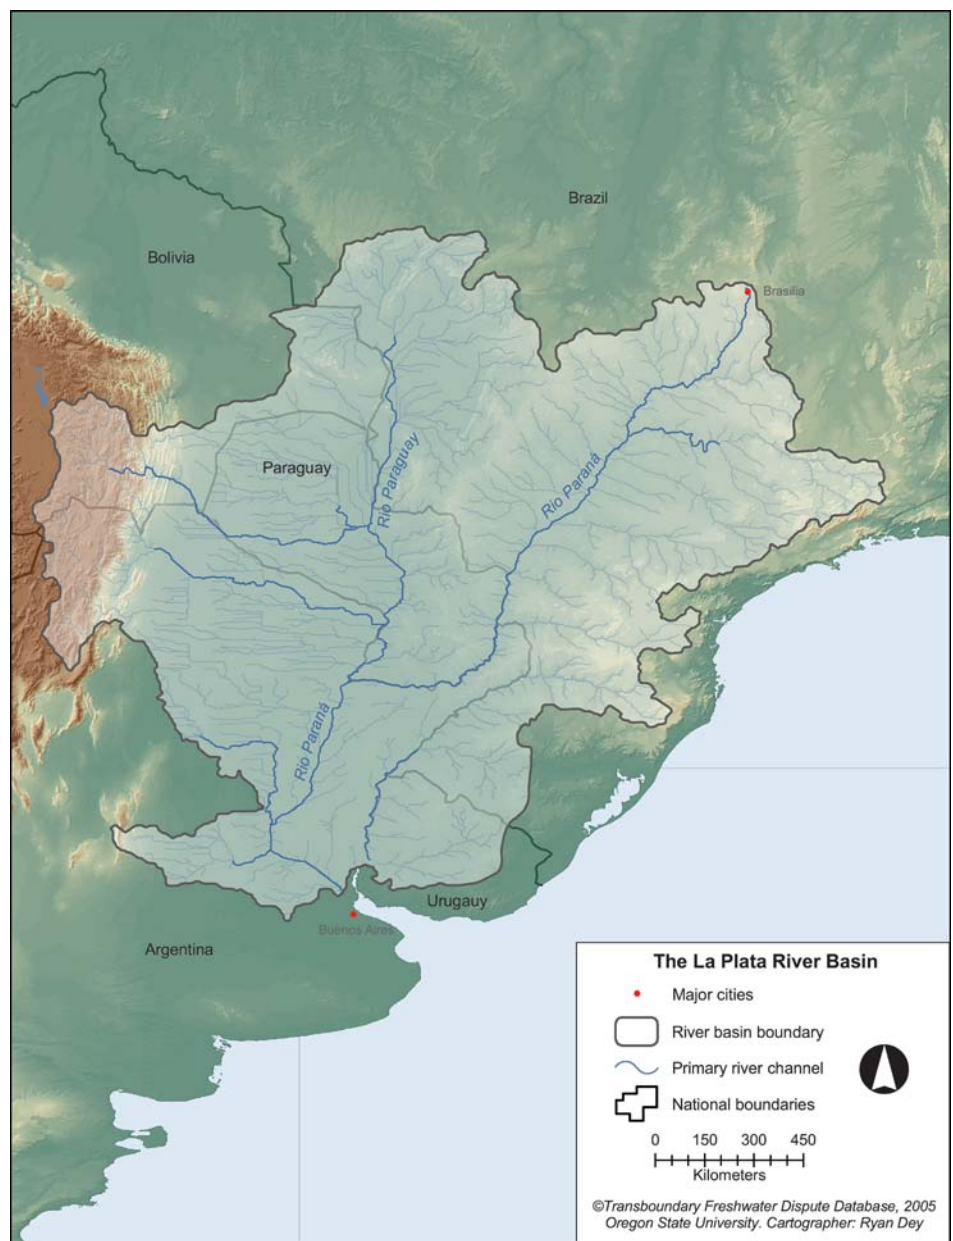 Brazil
Bolivia
Brasilia
Paraguay
Rio Paraguay
Rio Paraná
Rio Paraná
Urugauy
Buenos Aires
Argentina
The La Plata River Basin
Major cities
River basin boundary
Primary river channel
National boundaries
0 150 300 450
Kilometers
©Transboundary Freshwater Dispute Database, 2005
Oregon State University. Cartographer: Ryan Dey